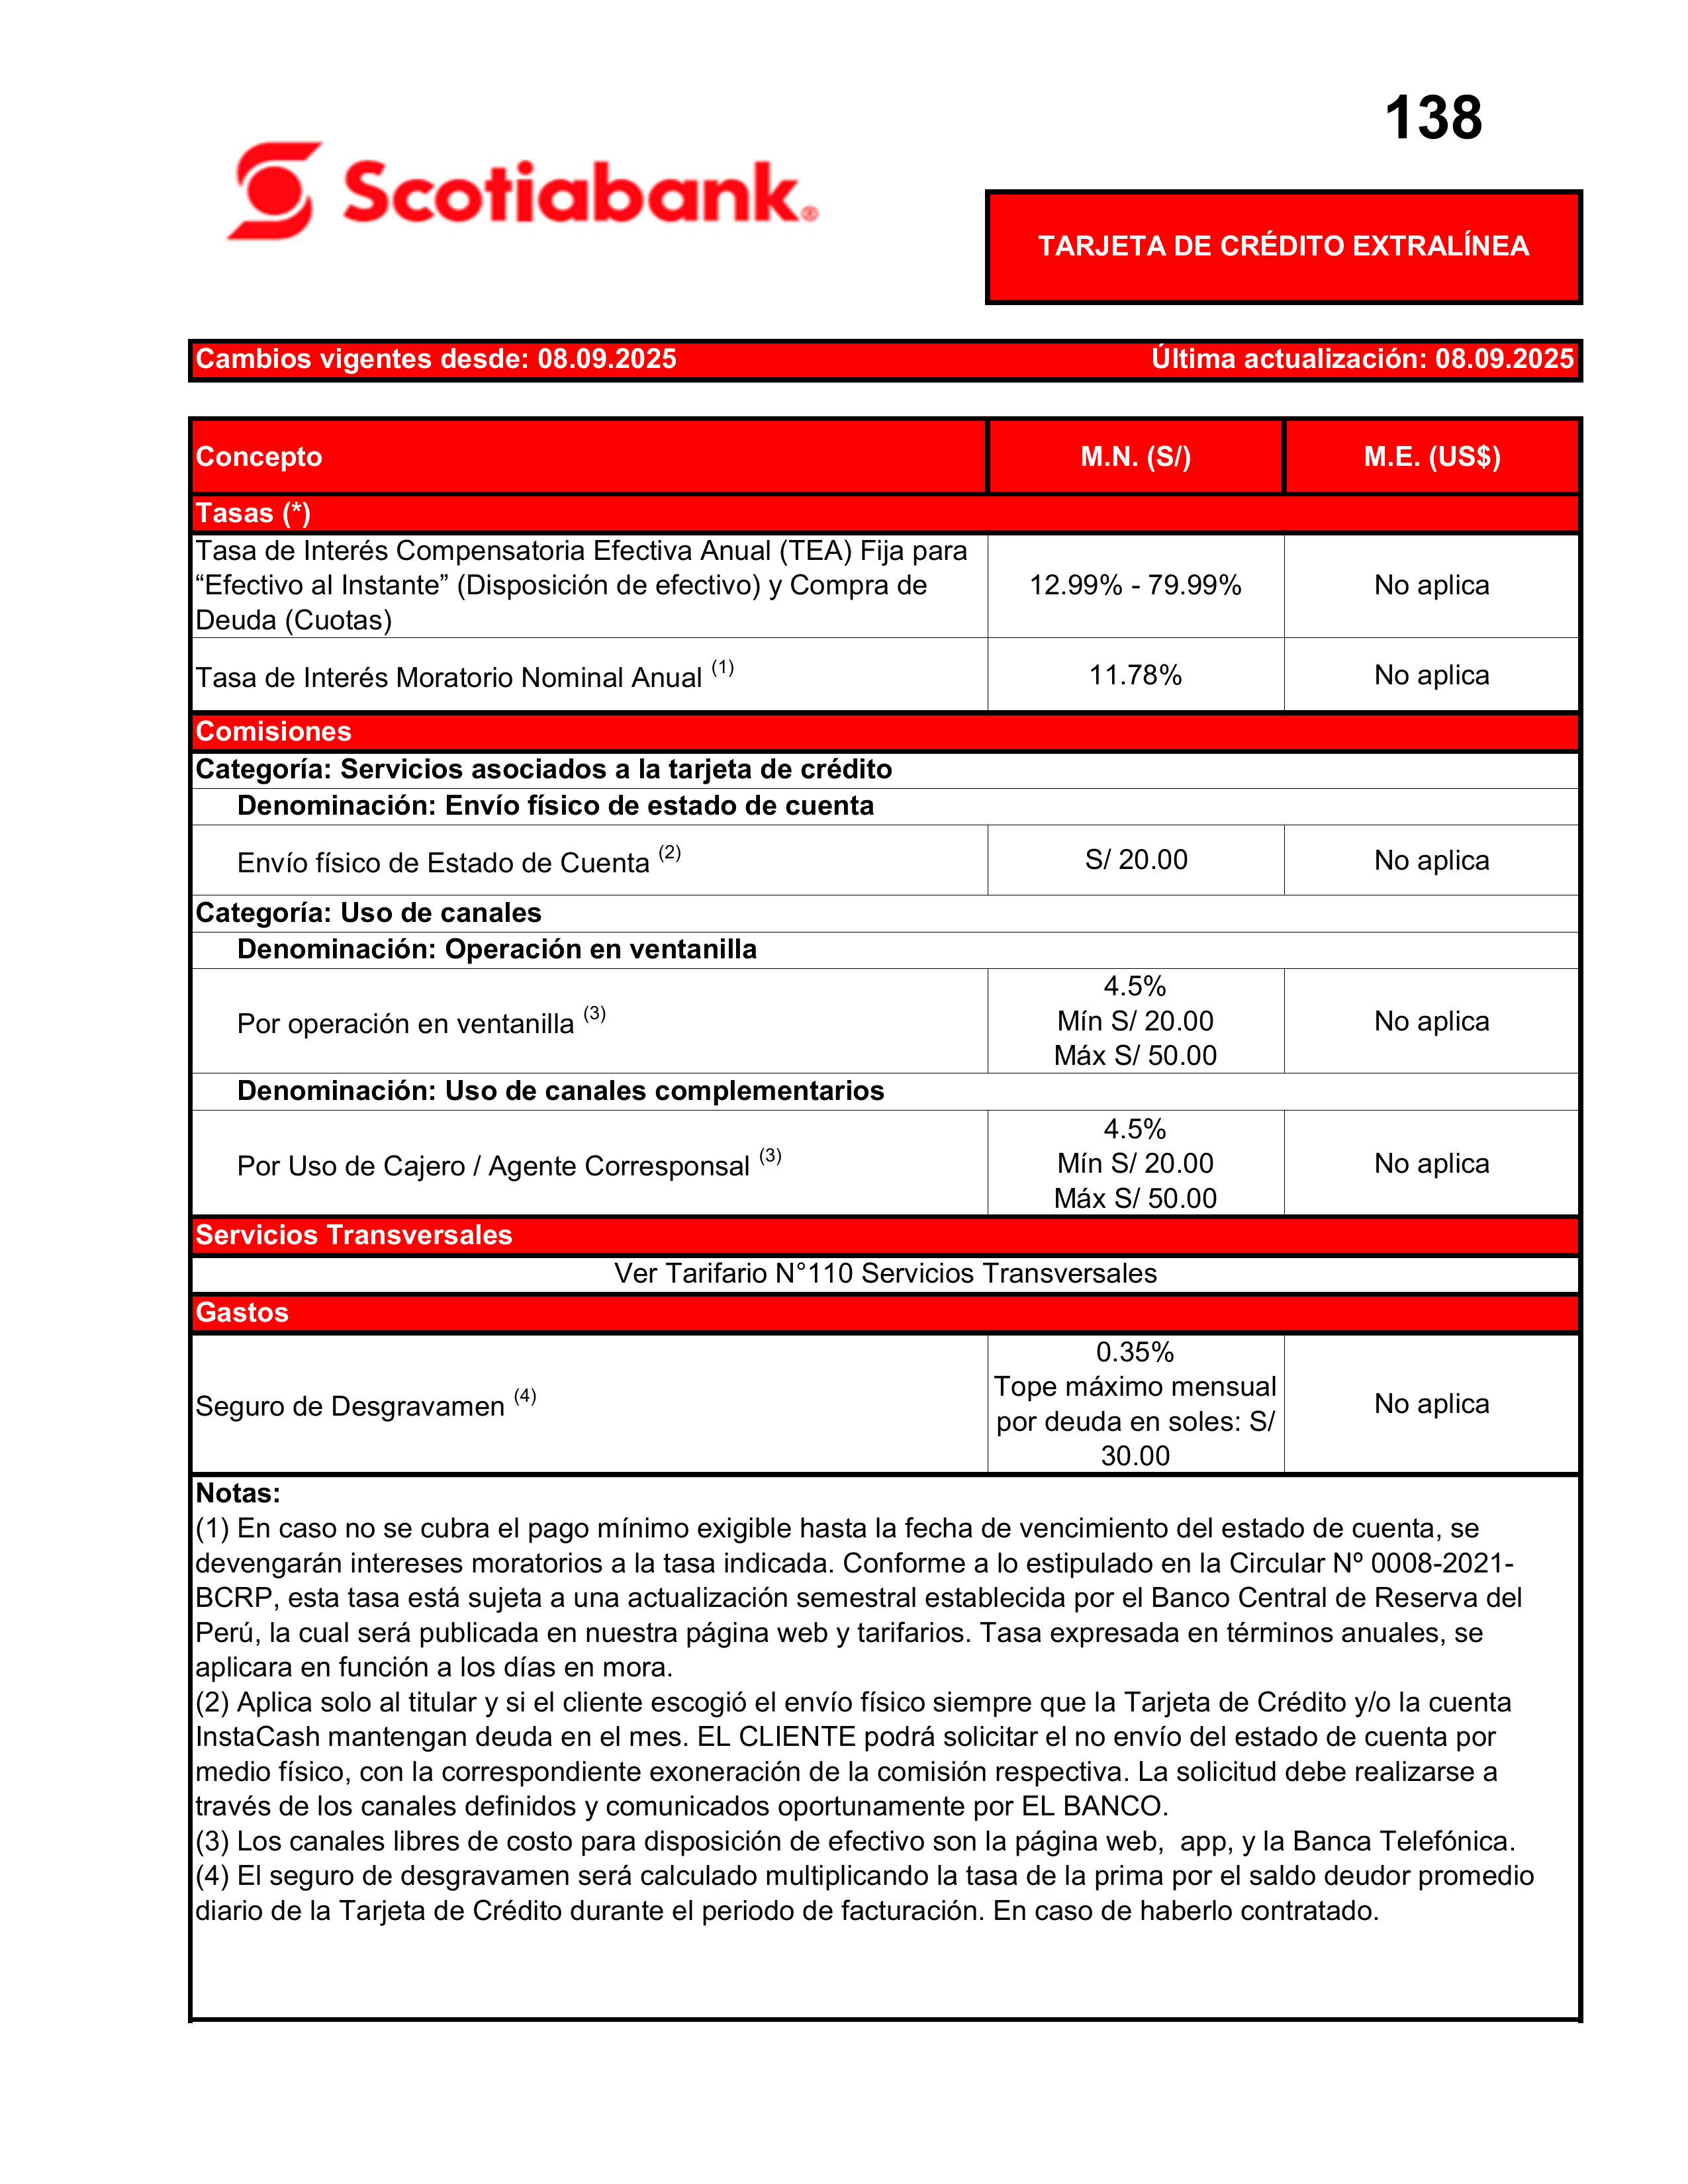 138
Scotiabank®
TARJETA DE CRÉDITO EXTRALÍNEA
Cambios vigentes desde: 08.09.2025 Última actualización: 08.09.2025
Concepto M.N. (S/) M.E. (US$)
Tasas (*)
Tasa de Interés Compensatoria Efectiva Anual (TEA) Fija para
“Efectivo al Instante” (Disposición de efectivo) y Compra de
Deuda (Cuotas)
12.99% - 79.99% No aplica
Tasa de Interés Moratorio Nominal Anual (1) 11.78% No aplica
Comisiones
Categoría: Servicios asociados a la tarjeta de crédito
Denominación: Envío físico de estado de cuenta
Envío físico de Estado de Cuenta (2) S/ 20.00 No aplica
Categoría: Uso de canales
Denominación: Operación en ventanilla
Por operación en ventanilla (3)
4.5%
Mín S/ 20.00
Máx S/ 50.00
No aplica
Denominación: Uso de canales complementarios
Por Uso de Cajero / Agente Corresponsal (3)
4.5%
Mín S/ 20.00
Máx S/ 50.00
No aplica
Servicios Transversales
Ver Tarifario N°110 Servicios Transversales
Gastos
Seguro de Desgravamen (4)
0.35%
Tope máximo mensual
por deuda en soles: S/
30.00
No aplica
Notas:
(1) En caso no se cubra el pago mínimo exigible hasta la fecha de vencimiento del estado de cuenta, se
devengarán intereses moratorios a la tasa indicada. Conforme a lo estipulado en la Circular Nº 0008-2021-
BCRP, esta tasa está sujeta a una actualización semestral establecida por el Banco Central de Reserva del
Perú, la cual será publicada en nuestra página web y tarifarios. Tasa expresada en términos anuales, se
aplicara en función a los días en mora.
(2) Aplica solo al titular y si el cliente escogió el envío físico siempre que la Tarjeta de Crédito y/o la cuenta
InstaCash mantengan deuda en el mes. EL CLIENTE podrá solicitar el no envío del estado de cuenta por
medio físico, con la correspondiente exoneración de la comisión respectiva. La solicitud debe realizarse a
través de los canales definidos y comunicados oportunamente por EL BANCO.
(3) Los canales libres de costo para disposición de efectivo son la página web,  app, y la Banca Telefónica.
(4) El seguro de desgravamen será calculado multiplicando la tasa de la prima por el saldo deudor promedio
diario de la Tarjeta de Crédito durante el periodo de facturación. En caso de haberlo contratado.